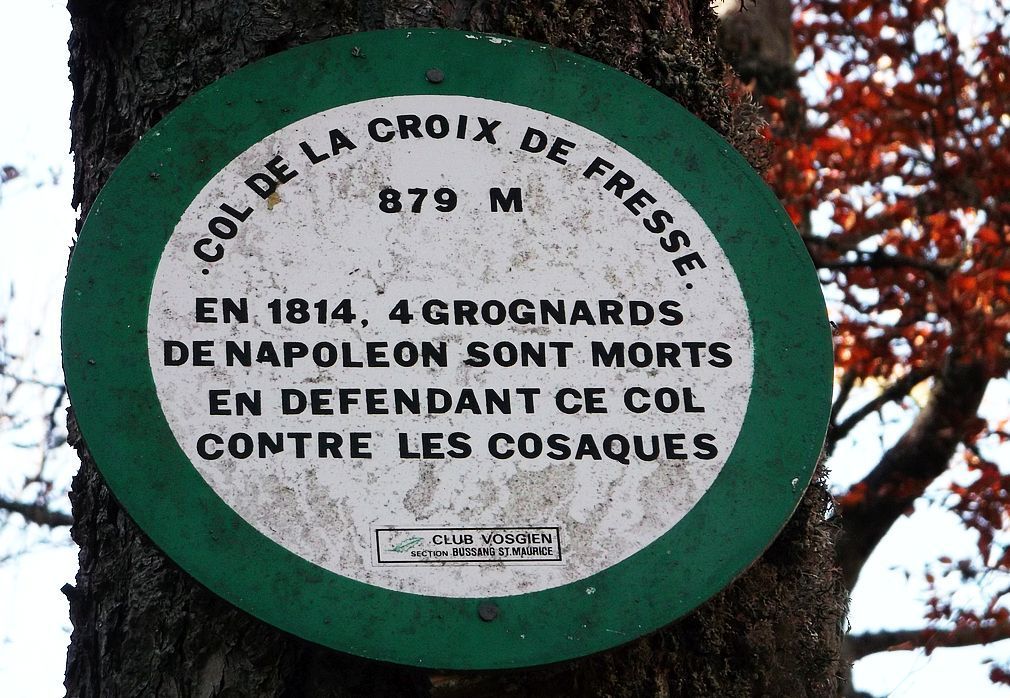 .COL DE LA CROIX DE FRESSE.
879 M
EN 1814, 4 GROGNARDS
DE NAPOLEON SONT MORTS
EN DEFENDANT CE COL
CONTRE LES COSAQUES
CLUB VOSGIEN
SECTION BUSSANG ST.MAURICE